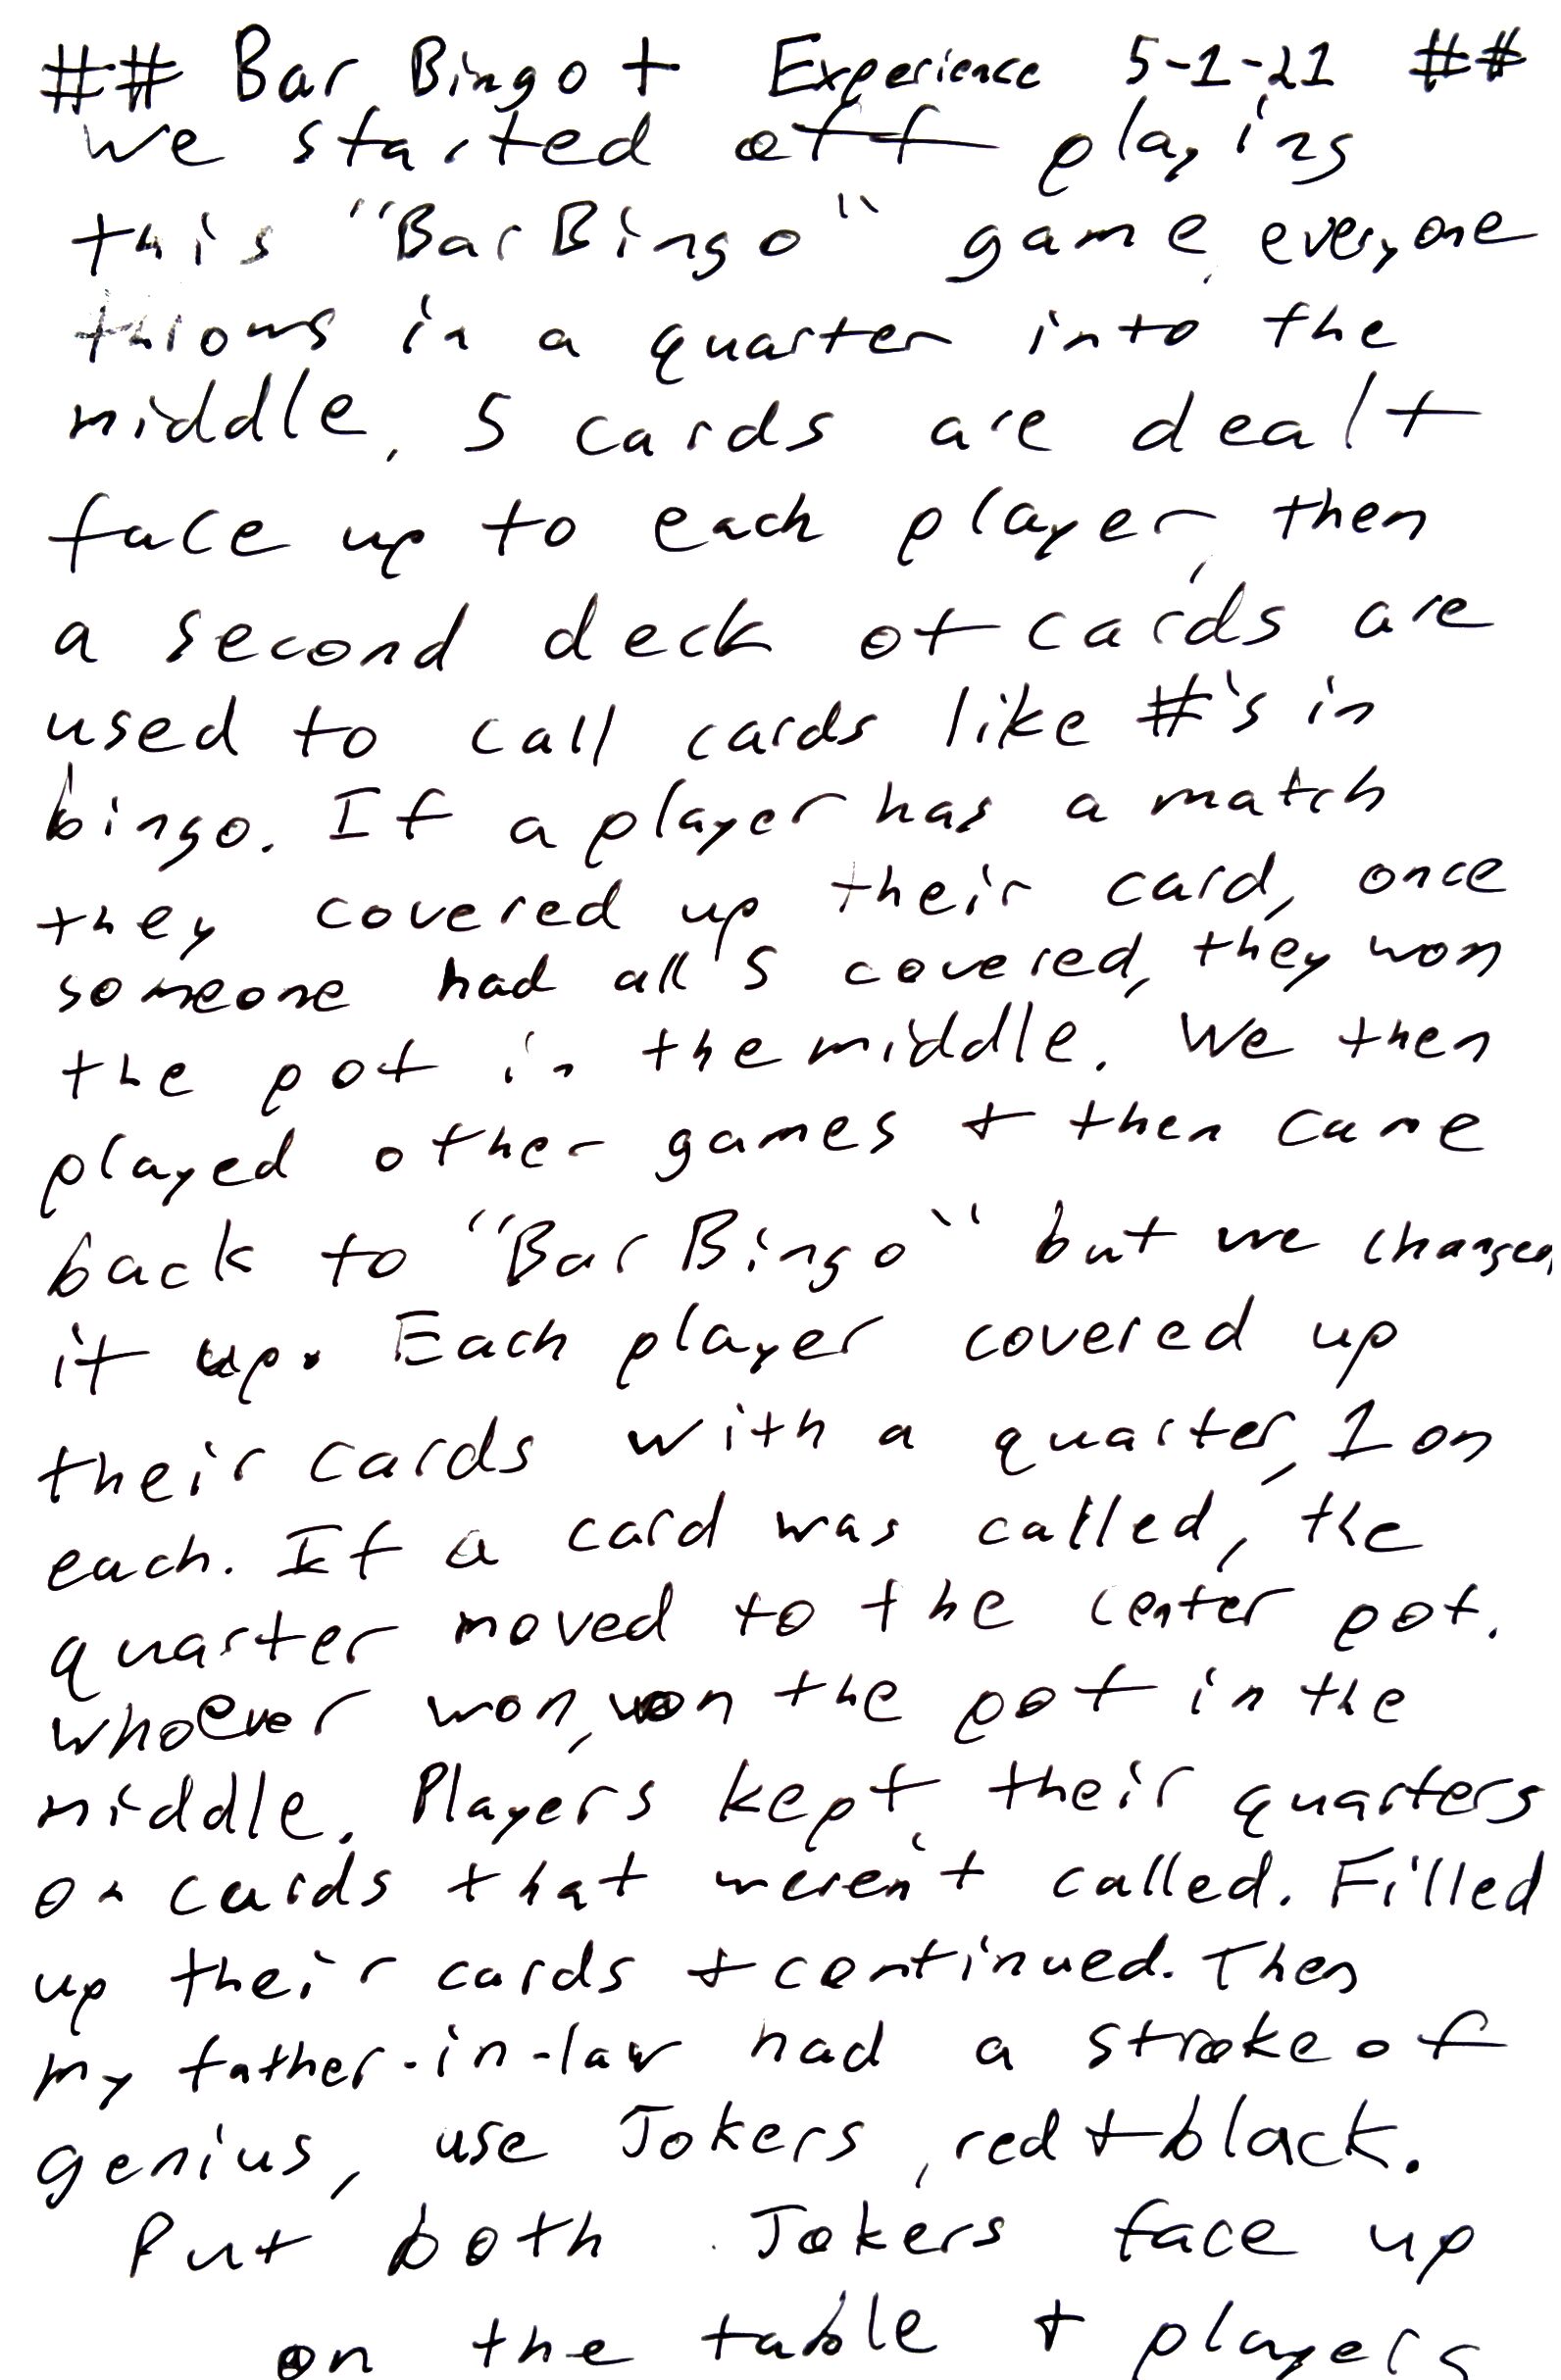 ## Bar Bingo + Experience 5-1-21 ##
We started off playing
this "Bar Bingo" game, everyone
throws in a quarter into the
middle, 5 cards are dealt
face up to each player, then
a second deck of cards are
used to call cards like #'s in
bingo. If a player has a match
they covered up their card, once
someone had all 5 covered, they won
the pot in the middle. We then
played other games + then came
back to "Bar Bingo" but we changed
it up. Each player covered up
their cards with a quarter, 1 on
each. If a card was called, the
quarter moved to the center pot.
whoever won, won the pot in the
middle. Players kept their quarters
on cards that weren't called. Filled
up their cards + continued. Then
my father-in-law had a stroke of
genius, use Jokers, red + black.
Put both Jokers face up
on the table + players